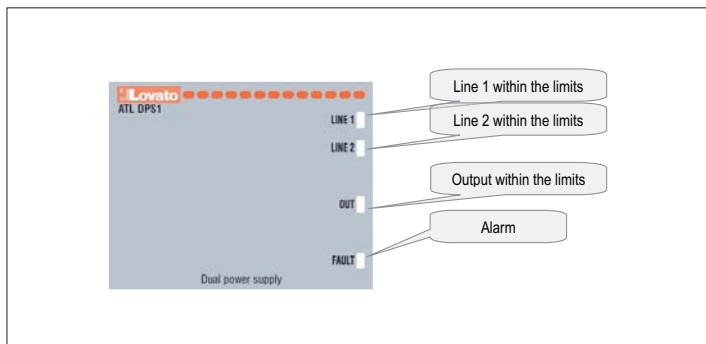 Lovato
ATL DPS1
LINE 1
LINE 2
OUT
FAULT
Dual power supply
Line 1 within the limits
Line 2 within the limits
Output within the limits
Alarm